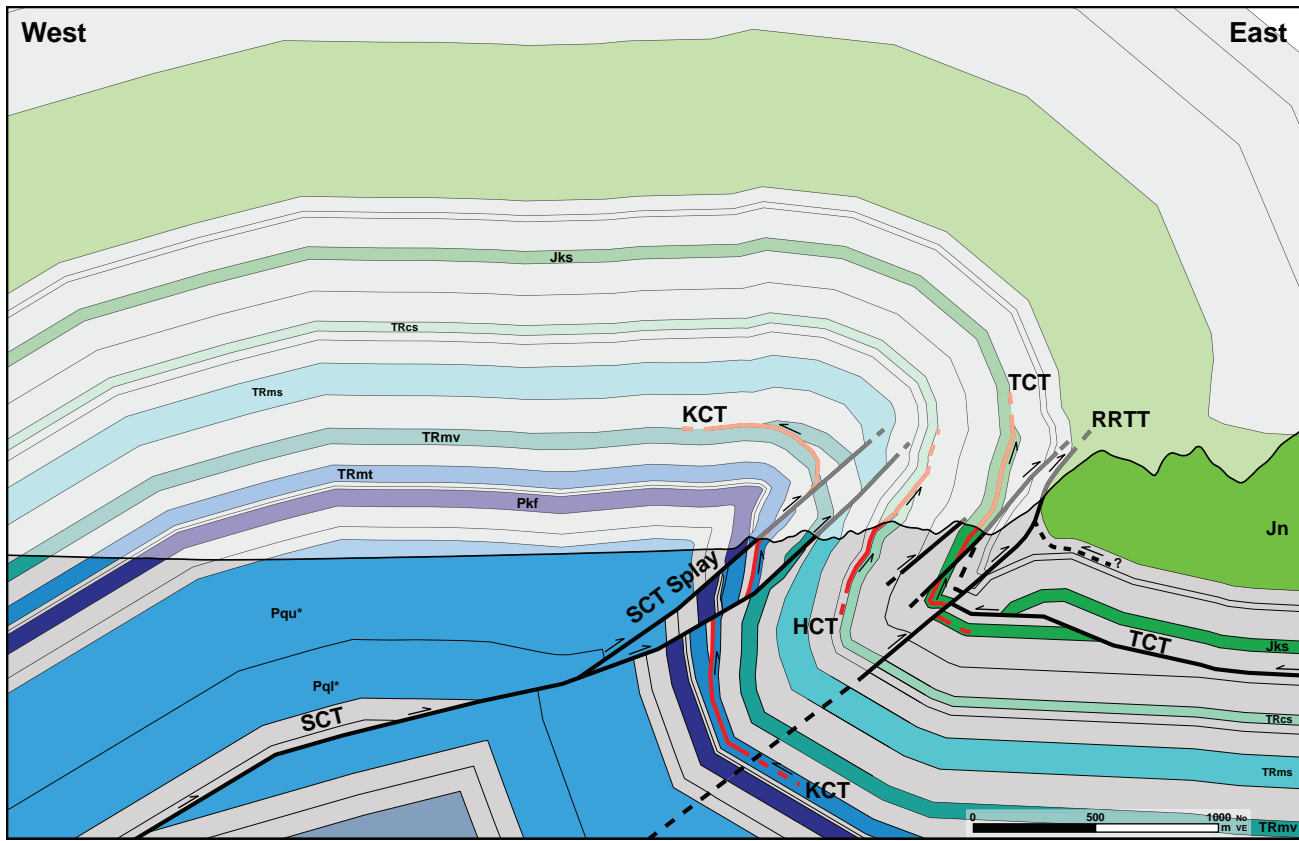 West
East
Jks
TRcs
TCT
TRms
KCT
RRTT
TRmv
TRmt
Pkf
Jn
?
SCT Splay
Pqu*
HCT
TCT
Jks
Pql*
SCT
TRcs
TRms
KCT
0 500 1000 No
m VE
TRmv